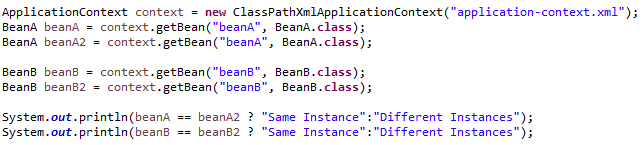 ApplicationContext context = new ClassPathXmlApplicationContext("application-context.xml");
BeanA beanA = context.getBean("beanA", BeanA.class);
BeanA beanA2 = context.getBean("beanA", BeanA.class);
BeanB beanB = context.getBean("beanB", BeanB.class);
BeanB beanB2 = context.getBean("beanB", BeanB.class);
System.out.println(beanA == beanA2 ? "Same Instance":"Different Instances");
System.out.println(beanB == beanB2 ? "Same Instance":"Different Instances");